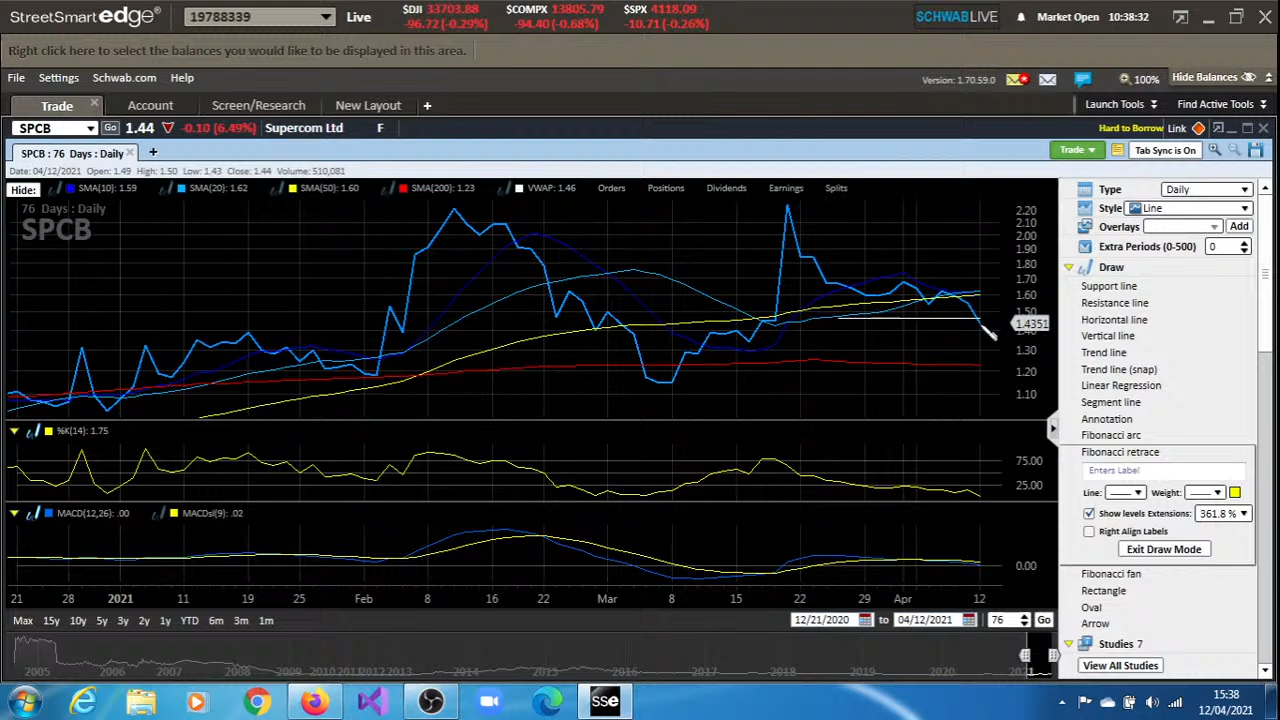 StreetSmart edge® 19788339 Live $DJI 33703.88 $COMPX 13805.79 $SPX 4118.09 SCHWABLIVE Market Open 10:38:32
-96.72 (-0.29%) -94.40 (-0.68%) -10.71 (-0.26%)
Right click here to select the balances you would like to be displayed in this area.
File Settings Schwab.com Help Version: 1.70.59.0 100% Hide Balances
Trade Account Screen/Research New Layout + Launch Tools Find Active Tools
SPCB Go 1.44 -0.10 (6.49%) Supercom Ltd F Hard to Borrow Link
SPCB : 76 Days : Daily + Trade Tab Sync is On
Date: 04/12/2021 Open: 1.49 High: 1.50 Low: 1.43 Close: 1.44 Volume: 510,081
Hide: SMA(10): 1.59 SMA(20): 1.62 SMA(50): 1.60 SMA(200): 1.23 VWAP: 1.46 Orders Positions Dividends Earnings Splits
76 Days : Daily
SPCB
2.20
2.10
2.00
1.90
1.80
1.70
1.60
1.50
1.4351
1.30
1.20
1.10
%K(14): 1.75
75.00
25.00
MACD(12,26): .00 MACDsl(9): .02
0.00
21 28 2021 11 19 25 Feb 8 16 22 Mar 8 15 22 29 Apr 12
Max 15y 10y 5y 3y 2y 1y YTD 6m 3m 1m 12/21/2020 to 04/12/2021 76 Go
2005 2006 2007 2008 2009 2010 2011 2012 2013 2014 2015 2016 2017 2018 2019 2020
Type Daily
Style Line
Overlays Add
Extra Periods (0-500) 0
Draw
Support line
Resistance line
Horizontal line
Vertical line
Trend line
Trend line (snap)
Linear Regression
Segment line
Annotation
Fibonacci arc
Fibonacci retrace
Enters Label
Line: Weight:
Show levels Extensions: 361.8 %
Right Align Labels
Exit Draw Mode
Fibonacci fan
Rectangle
Oval
Arrow
Studies 7
View All Studies
sse
15:38
12/04/2021